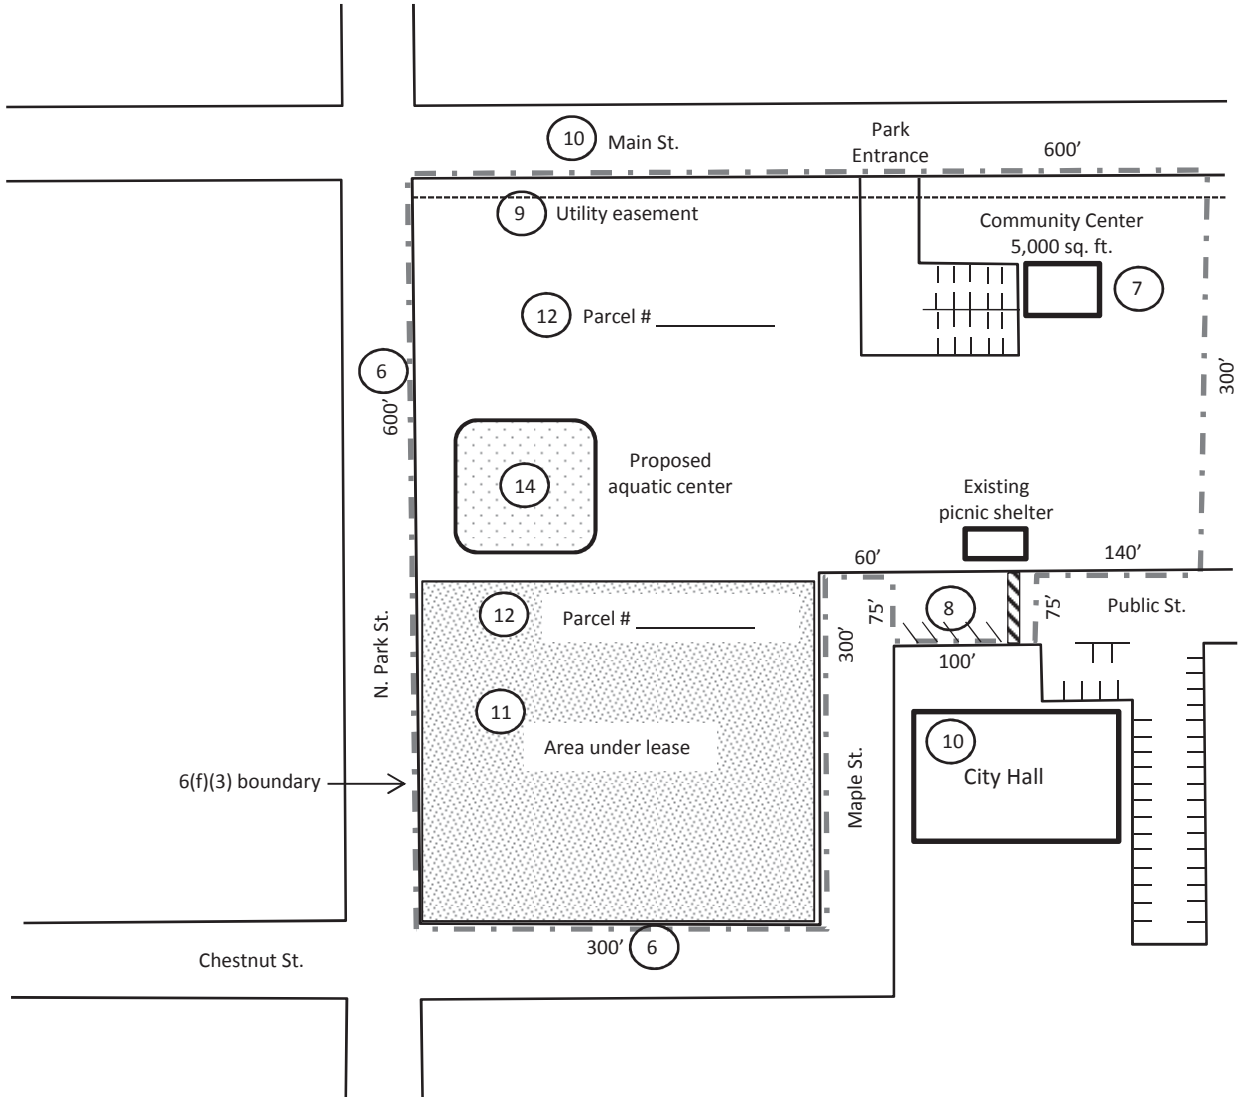 10 Main St.
Park
Entrance
600’
9 Utility easement
Community Center
5,000 sq. ft.
7
12 Parcel # ___________
6
600’
300’
14
Proposed
aquatic center
Existing
picnic shelter
60’
140’
12 Parcel # ___________
75’
8
75’
Public St.
300’
100’
N. Park St.
11
Area under lease
10
City Hall
Maple St.
6(f)(3) boundary
300’ 6
Chestnut St.